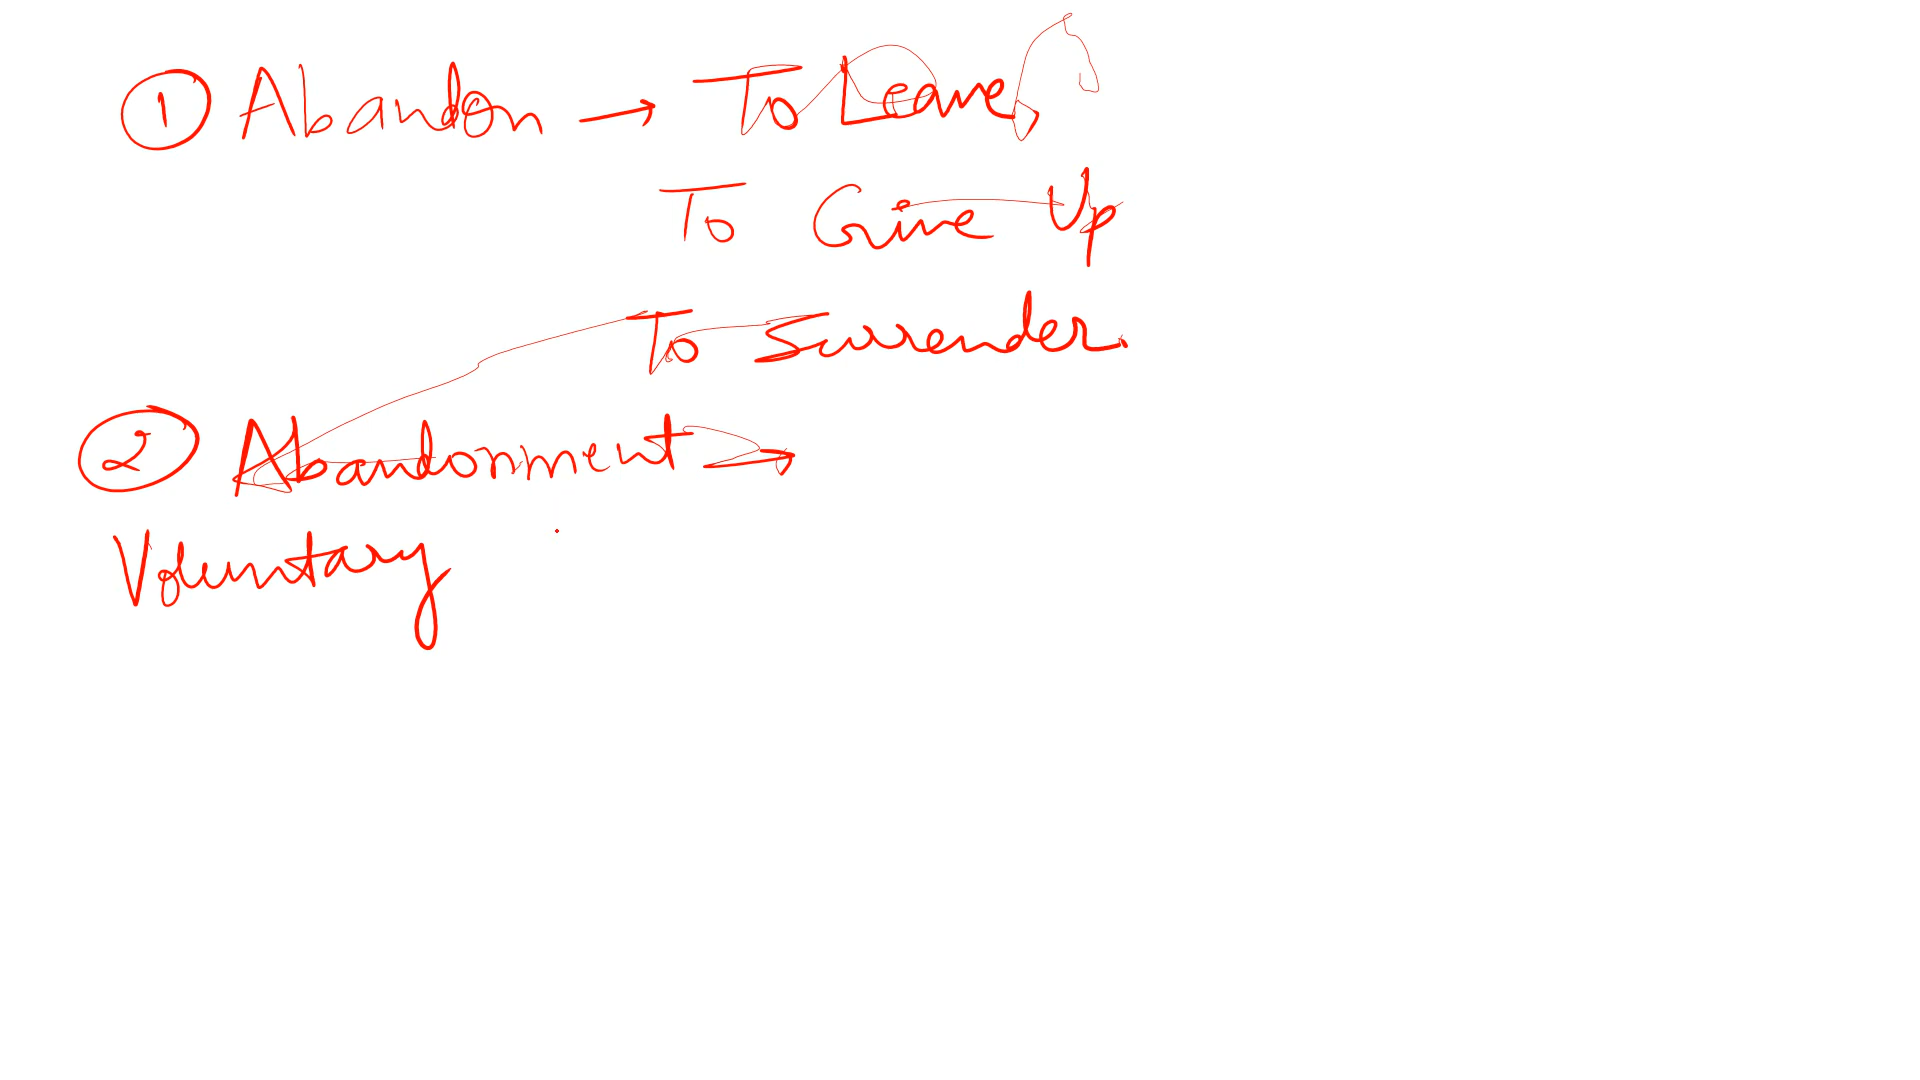 ① Abandon → To Leave,
To Give Up
To Surrender.
② Abandonment →
Voluntary